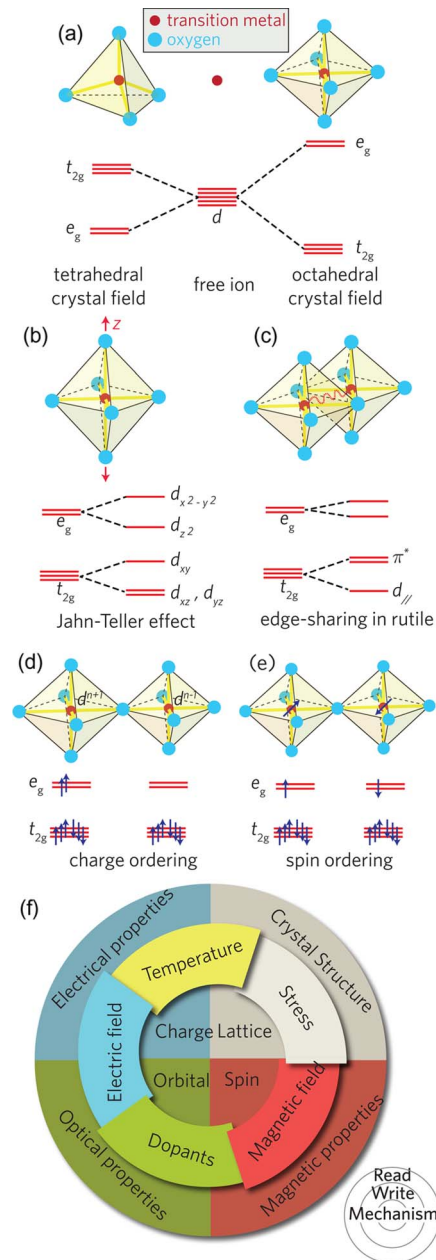 (a)
transition metal
oxygen
t2g
eg
d
eg
t2g
tetrahedral
crystal field
free ion
octahedral
crystal field
(b)
z
eg
t2g
dx2-y2
dz2
dxy
dxz, dyz
Jahn-Teller effect
(c)
eg
t2g
π*
d//
edge-sharing in rutile
(d)
dn+1
dn-1
eg
t2g
charge ordering
(e)
eg
t2g
spin ordering
(f)
Electrical properties
Crystal Structure
Optical properties
Magnetic properties
Temperature
Stress
Electric field
Magnetic field
Dopants
Charge
Lattice
Orbital
Spin
Read
Write
Mechanism